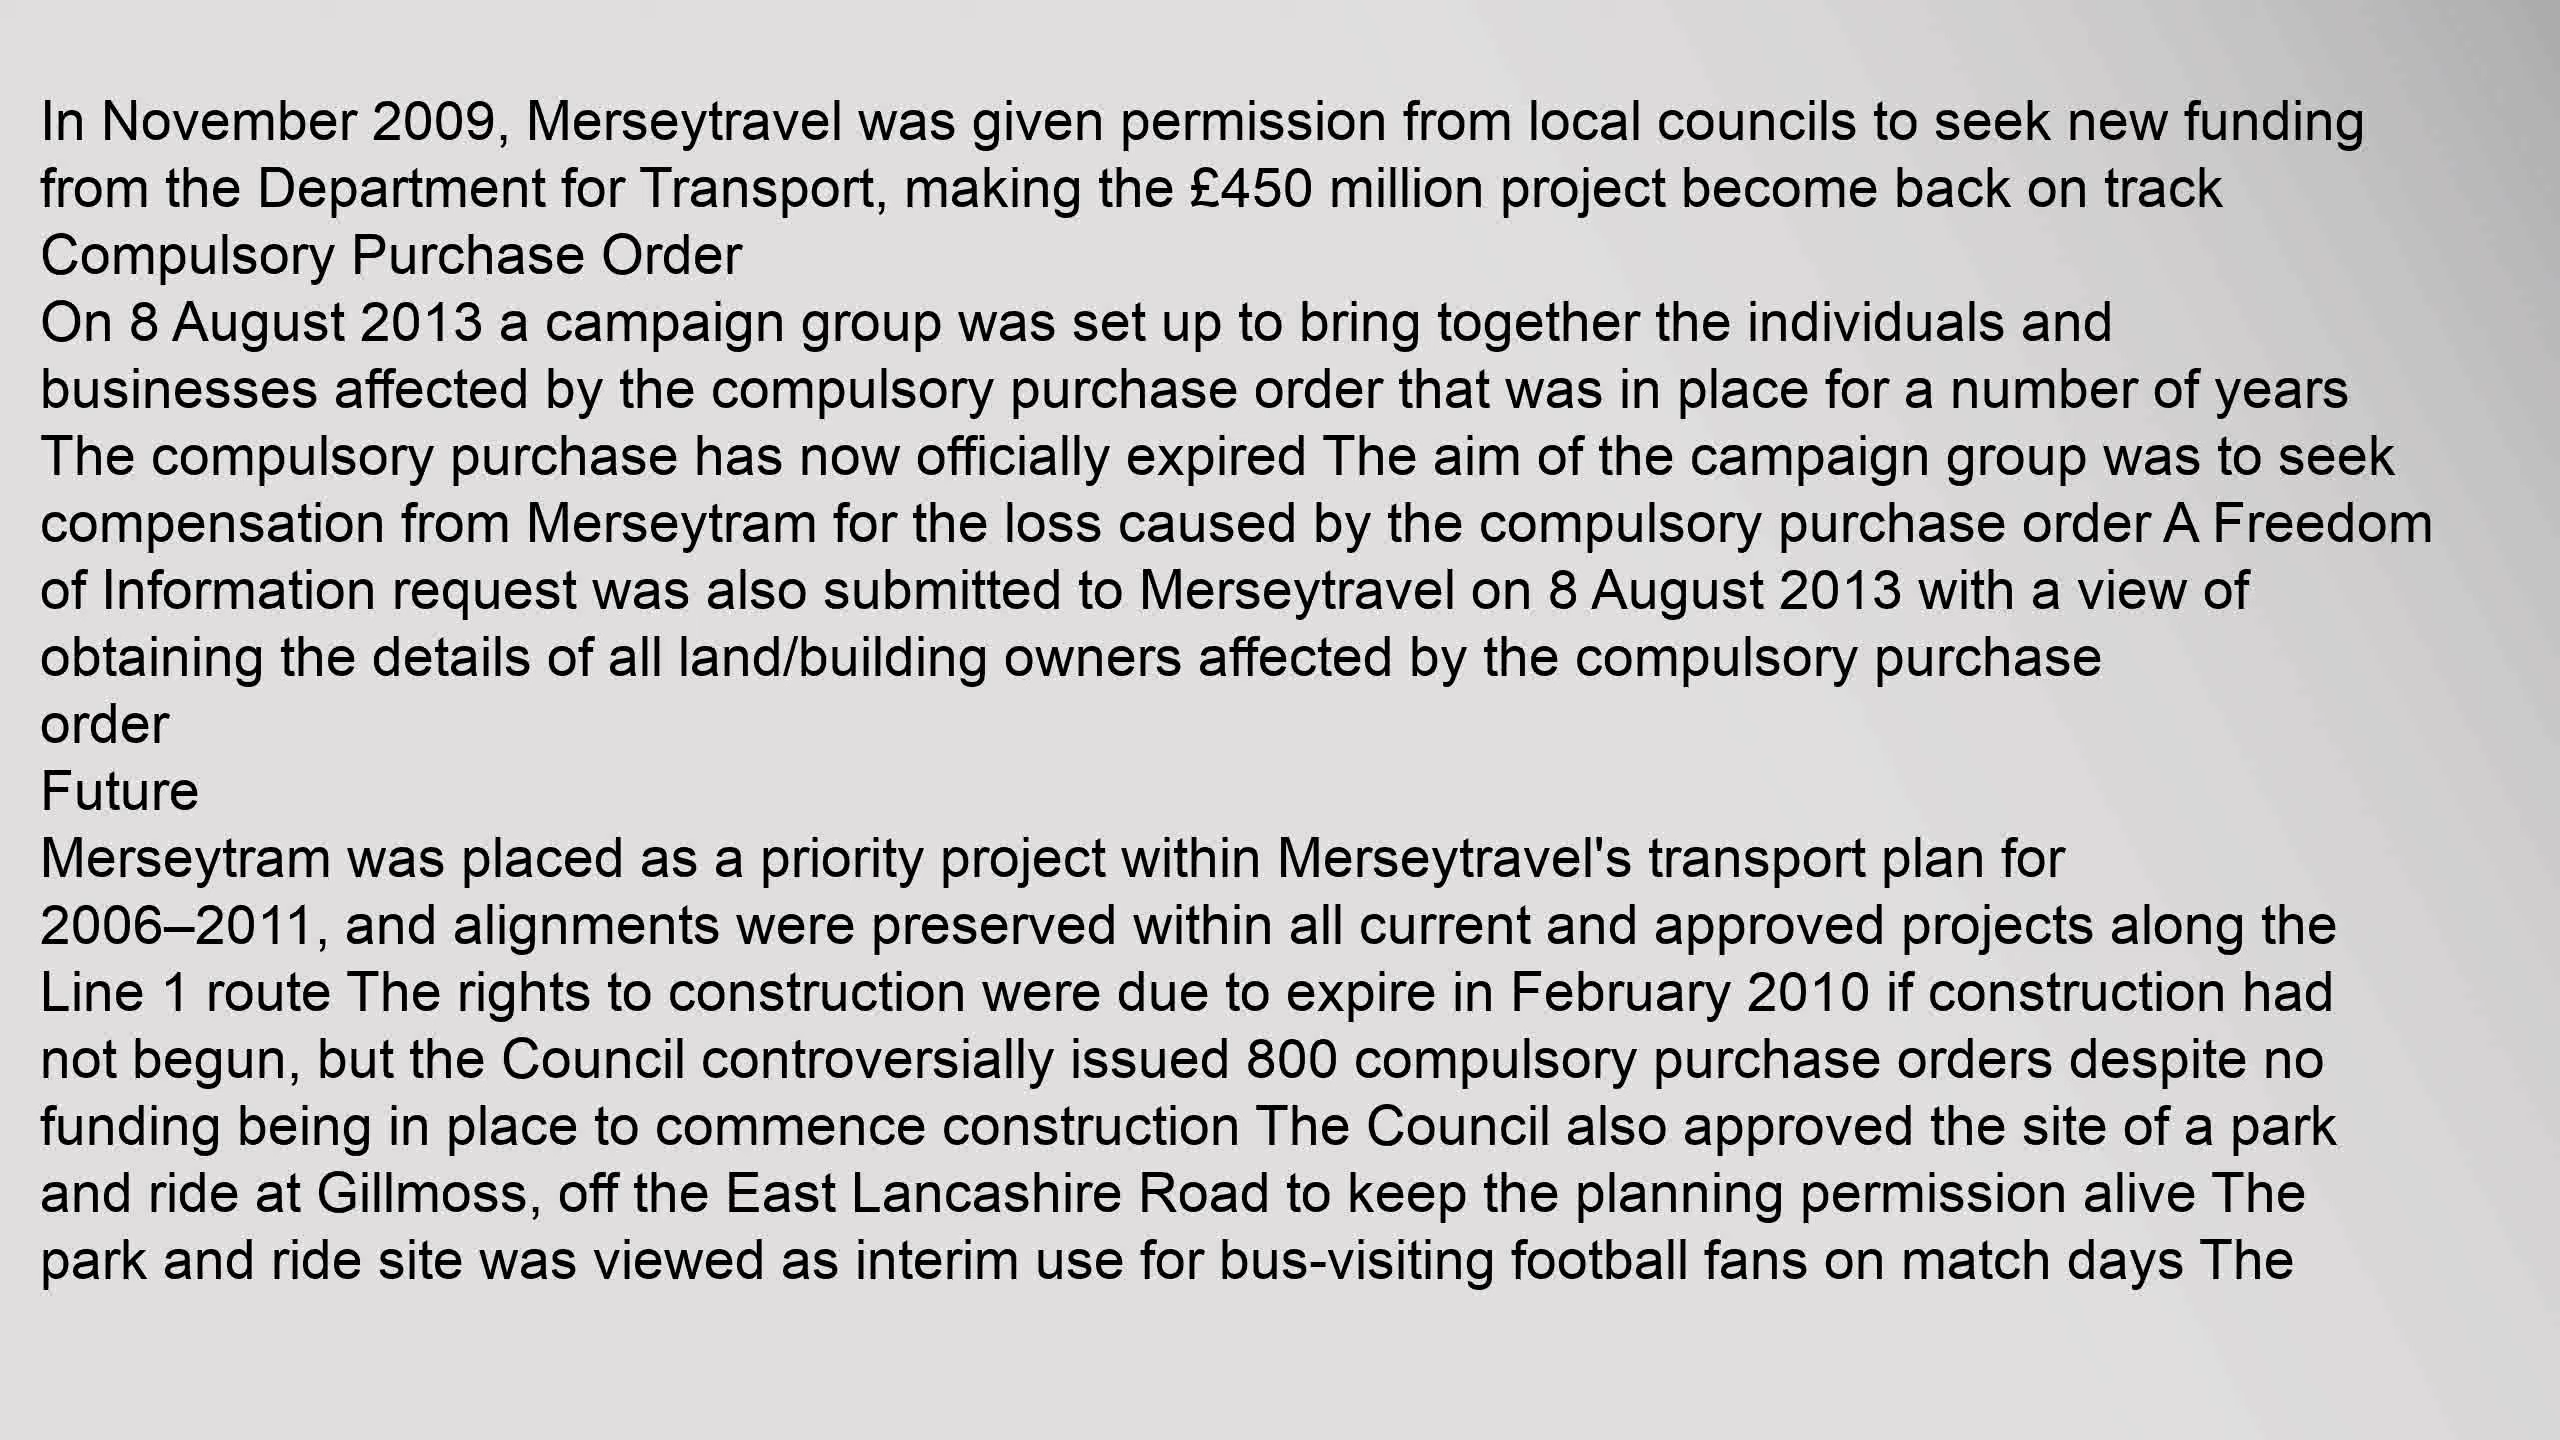 In November 2009, Merseytravel was given permission from local councils to seek new funding
from the Department for Transport, making the £450 million project become back on track
Compulsory Purchase Order
On 8 August 2013 a campaign group was set up to bring together the individuals and
businesses affected by the compulsory purchase order that was in place for a number of years
The compulsory purchase has now officially expired The aim of the campaign group was to seek
compensation from Merseytram for the loss caused by the compulsory purchase order A Freedom
of Information request was also submitted to Merseytravel on 8 August 2013 with a view of
obtaining the details of all land/building owners affected by the compulsory purchase
order
Future
Merseytram was placed as a priority project within Merseytravel's transport plan for
2006–2011, and alignments were preserved within all current and approved projects along the
Line 1 route The rights to construction were due to expire in February 2010 if construction had
not begun, but the Council controversially issued 800 compulsory purchase orders despite no
funding being in place to commence construction The Council also approved the site of a park
and ride at Gillmoss, off the East Lancashire Road to keep the planning permission alive The
park and ride site was viewed as interim use for bus-visiting football fans on match days The